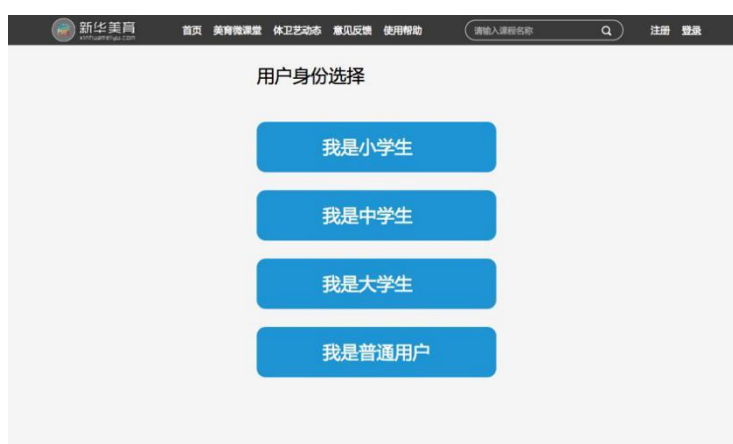 新华美育
xinhuameiyu.com
首页 美育微课堂 体卫艺动态 意见反馈 使用帮助 请输入课程名称 注册 登录
用户身份选择
我是小学生
我是中学生
我是大学生
我是普通用户